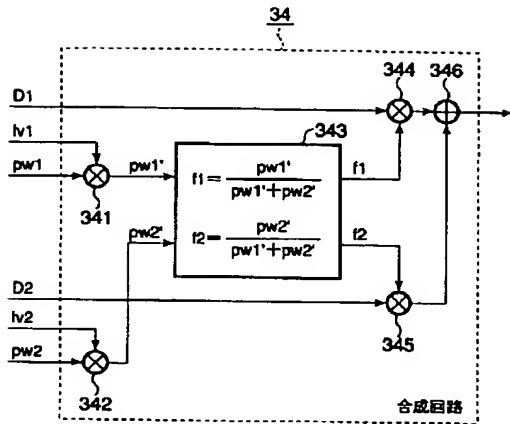 34
344
346
D1
lv1
343
pw1
pw1'
f1= pw1' / pw1'+pw2'
f1
341
pw2'
f2= pw2' / pw1'+pw2'
f2
D2
lv2
345
pw2
342
合成回路